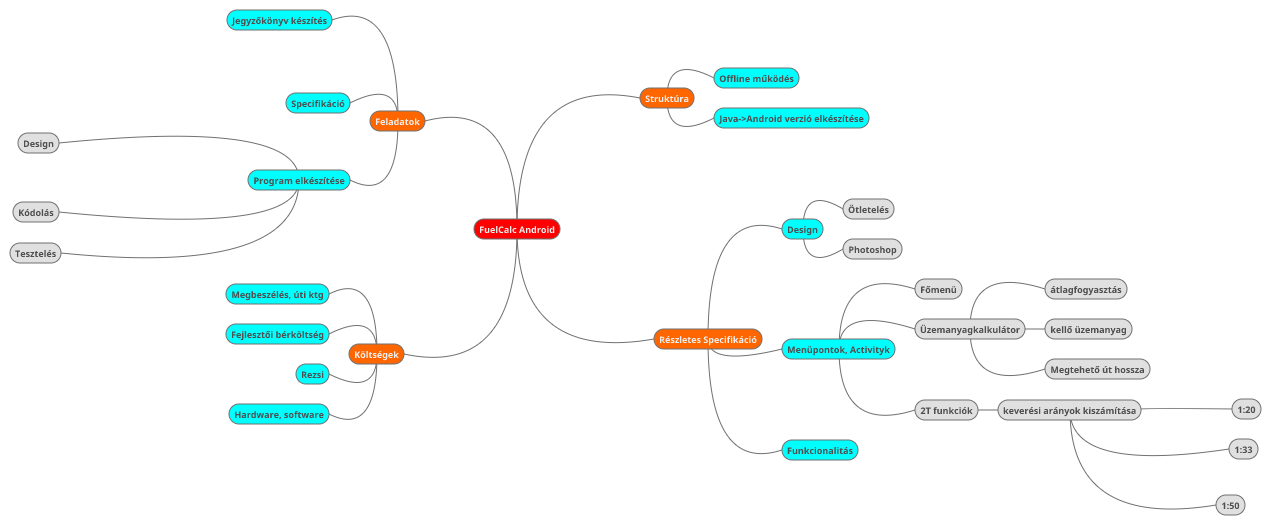 FuelCalc Android
Feladatok
Jegyzőkönyv készítés
Specifikáció
Program elkészítése
Design
Kódolás
Tesztelés
Költségek
Megbeszélés, úti ktg
Fejlesztői bérköltség
Rezsi
Hardware, software
Struktúra
Offline működés
Java->Android verzió elkészítése
Részletes Specifikáció
Design
Ötletelés
Photoshop
Menüpontok, Activityk
Főmenü
Üzemanyagkalkulátor
átlagfogyasztás
kellő üzemanyag
Megtehető út hossza
2T funkciók
keverési arányok kiszámítása
1:20
1:33
1:50
Funkcionalitás